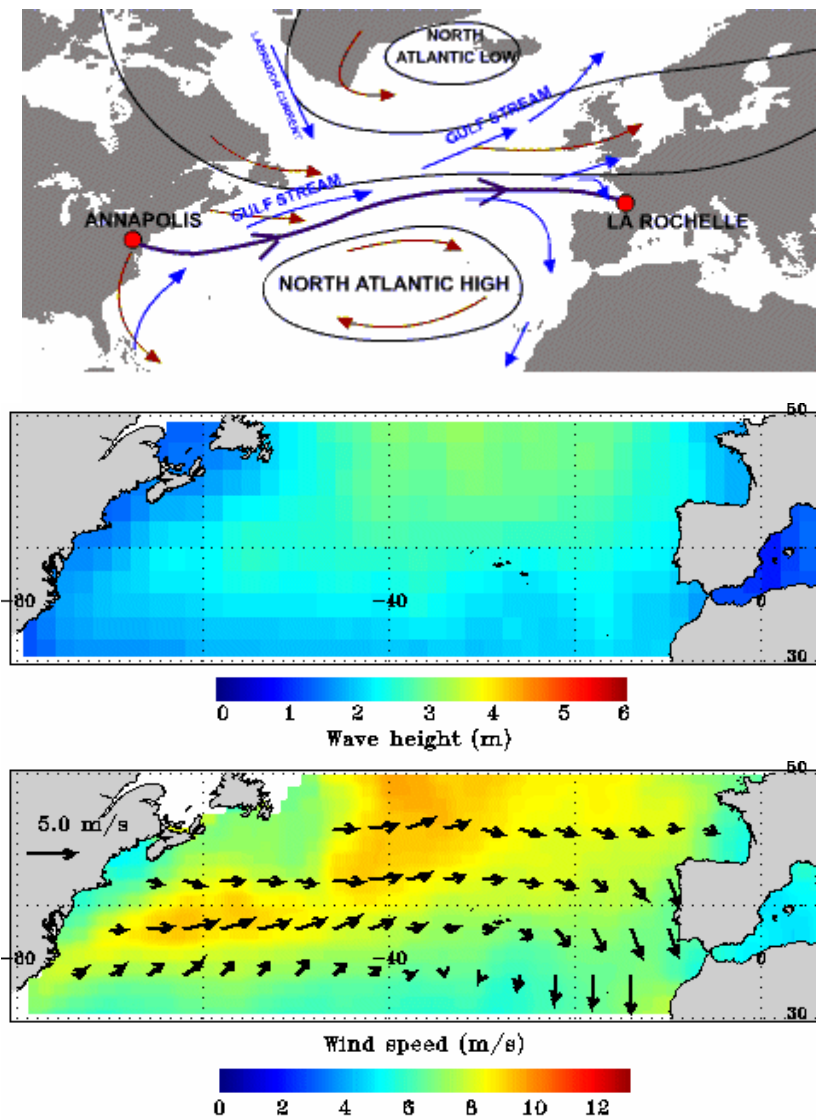 NORTH
ATLANTIC LOW
LABRADOR CURRENT
GULF STREAM
GULF STREAM
ANNAPOLIS
LA ROCHELLE
NORTH ATLANTIC HIGH
50
-80
-40
0
30
0 1 2 3 4 5 6
Wave height (m)
50
5.0 m/s
-80
-40
0
30
Wind speed (m/s)
0 2 4 6 8 10 12